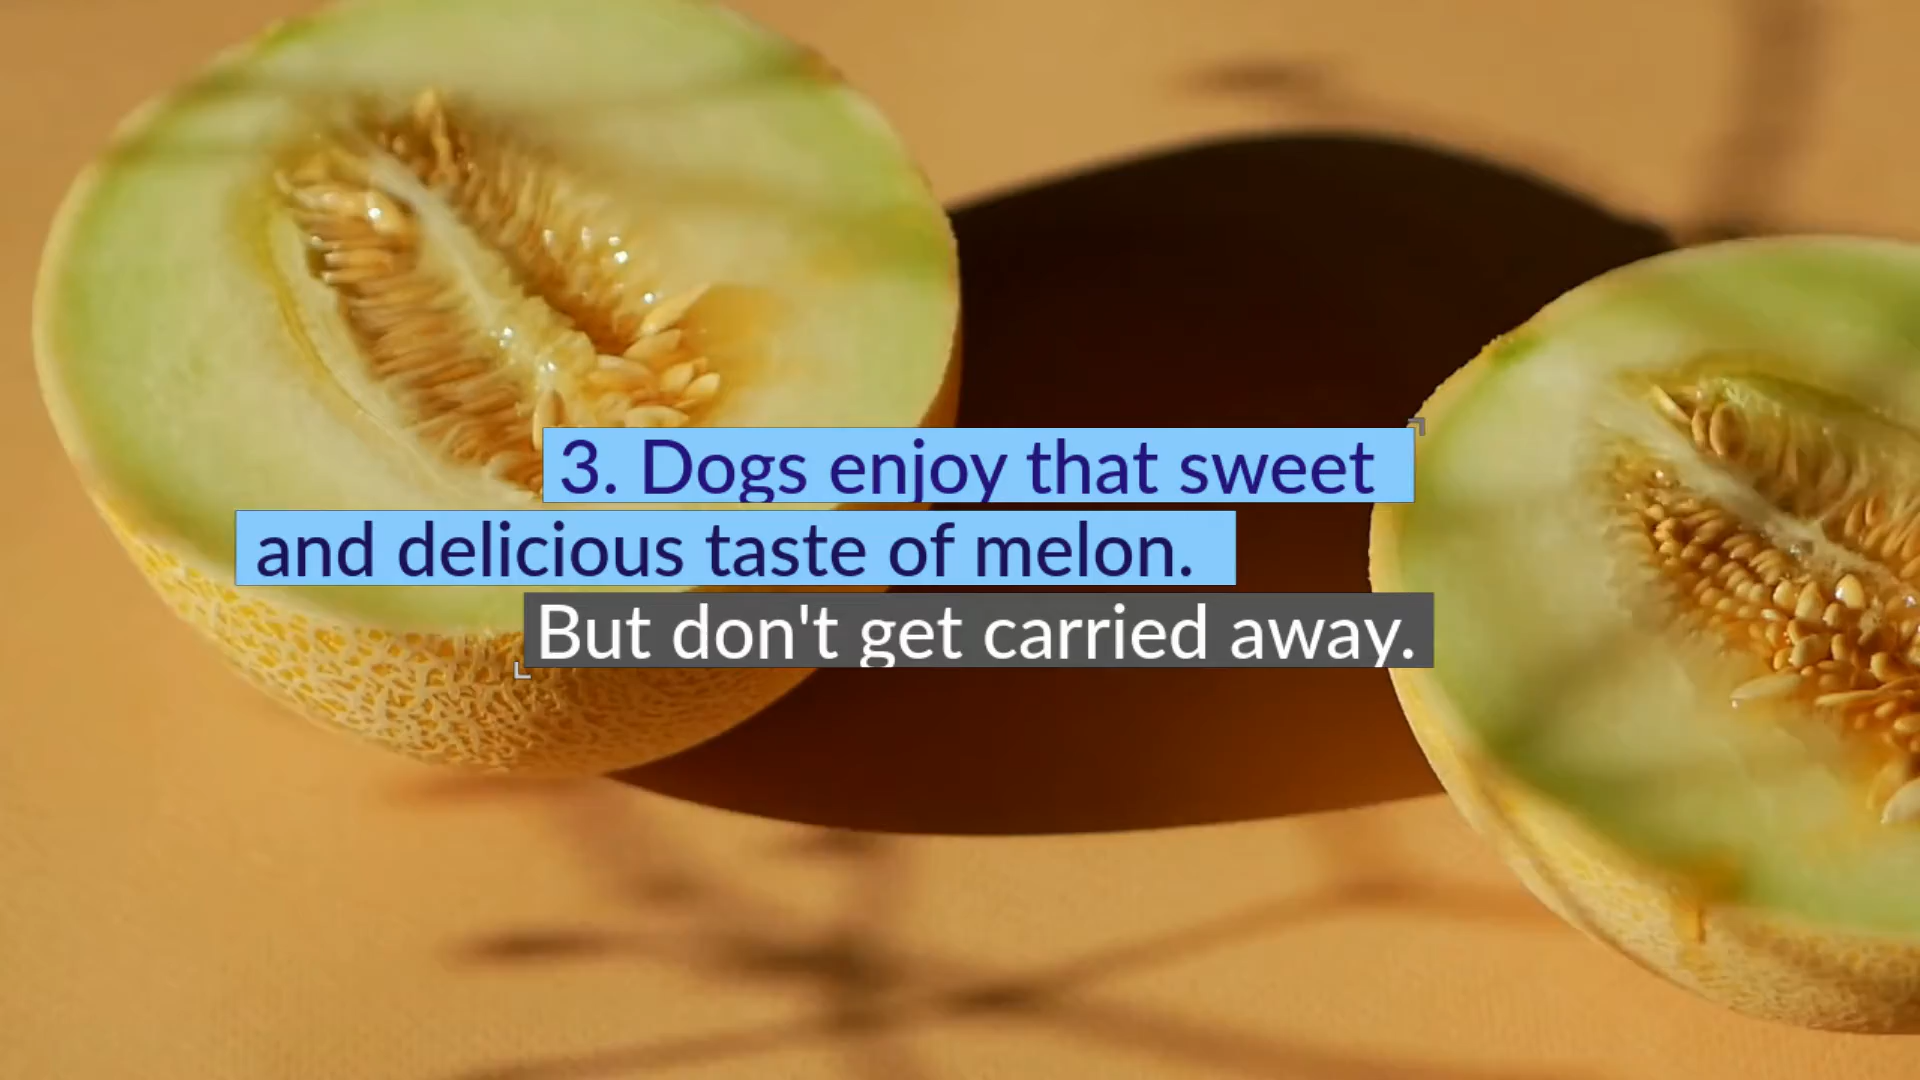 3. Dogs enjoy that sweet
and delicious taste of melon.
But don't get carried away.